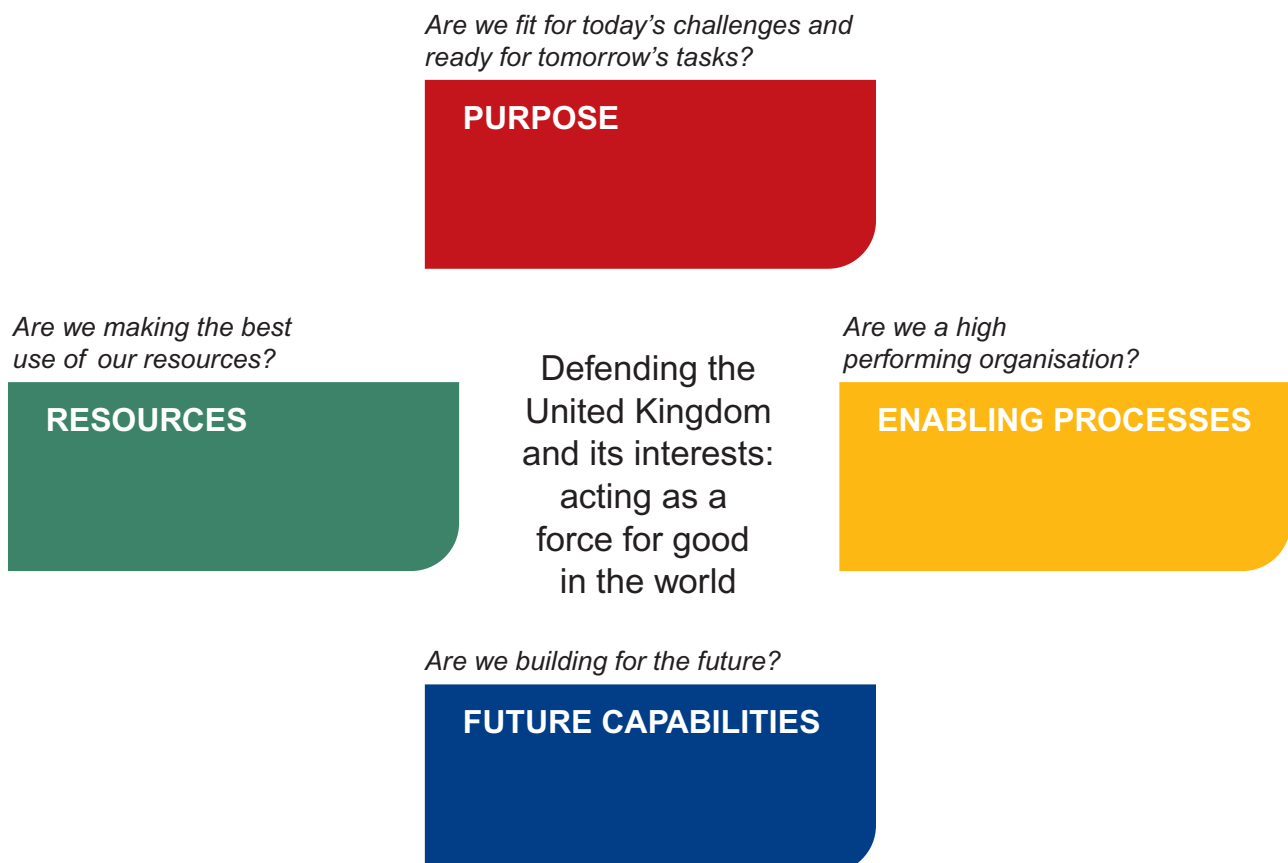 Are we fit for today’s challenges and
ready for tomorrow’s tasks?
PURPOSE
Are we making the best
use of our resources?
RESOURCES
Defending the
United Kingdom
and its interests:
acting as a
force for good
in the world
Are we a high
performing organisation?
ENABLING PROCESSES
Are we building for the future?
FUTURE CAPABILITIES